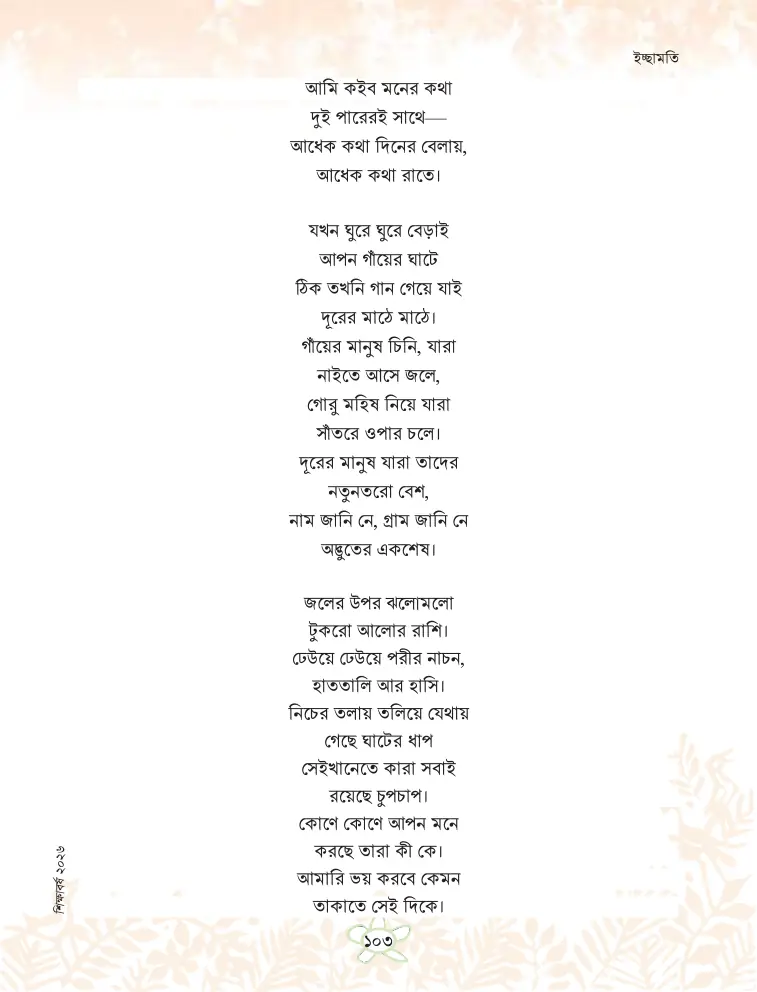 ইচ্ছামতি
আমি কইব মনের কথা
দুই পারেরই সাথে—
আধেক কথা দিনের বেলায়,
আধেক কথা রাতে।
যখন ঘুরে ঘুরে বেড়াই
আপন গাঁয়ের ঘাটে
ঠিক তখনি গান গেয়ে যাই
দূরের মাঠে মাঠে।
গাঁয়ের মানুষ চিনি, যারা
নাইতে আসে জলে,
গোরু মহিষ নিয়ে যারা
সাঁতরে ওপার চলে।
দূরের মানুষ যারা তাদের
নতুনতরো বেশ,
নাম জানি নে, গ্রাম জানি নে
অদ্ভুতের একশেষ।
জলের উপর ঝলোমলো
টুকরো আলোর রাশি।
ঢেউয়ে ঢেউয়ে পরীর নাচন,
হাততালি আর হাসি।
নিচের তলায় তলিয়ে যেথায়
গেছে ঘাটের ধাপ
সেইখানেতে কারা সবাই
রয়েছে চুপচাপ।
কোণে কোণে আপন মনে
করছে তারা কী কে।
আমারি ভয় করবে কেমন
তাকাতে সেই দিকে।
শিক্ষাবর্ষ ২০২৬
১০৩